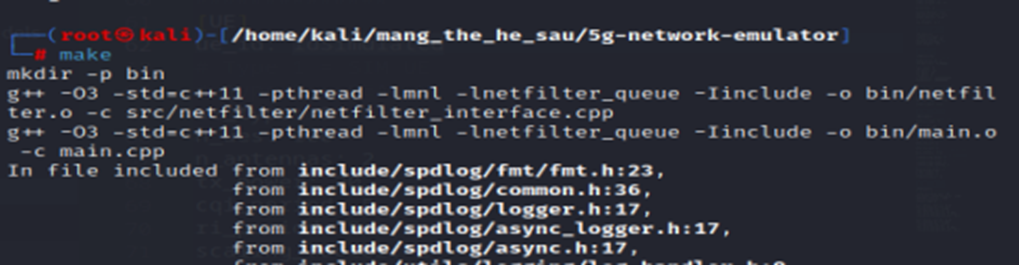 ┌──(root㉿kali)-[/home/kali/mang_the_he_sau/5g-network-emulator]
└─# make
mkdir -p bin
g++ -O3 -std=c++11 -pthread -lmnl -lnetfilter_queue -Iinclude -o bin/netfil
ter.o -c src/netfilter/netfilter_interface.cpp
g++ -O3 -std=c++11 -pthread -lmnl -lnetfilter_queue -Iinclude -o bin/main.o
 -c main.cpp
In file included from include/spdlog/fmt/fmt.h:23,
                 from include/spdlog/common.h:36,
                 from include/spdlog/logger.h:17,
                 from include/spdlog/async_logger.h:17,
                 from include/spdlog/async.h:17,